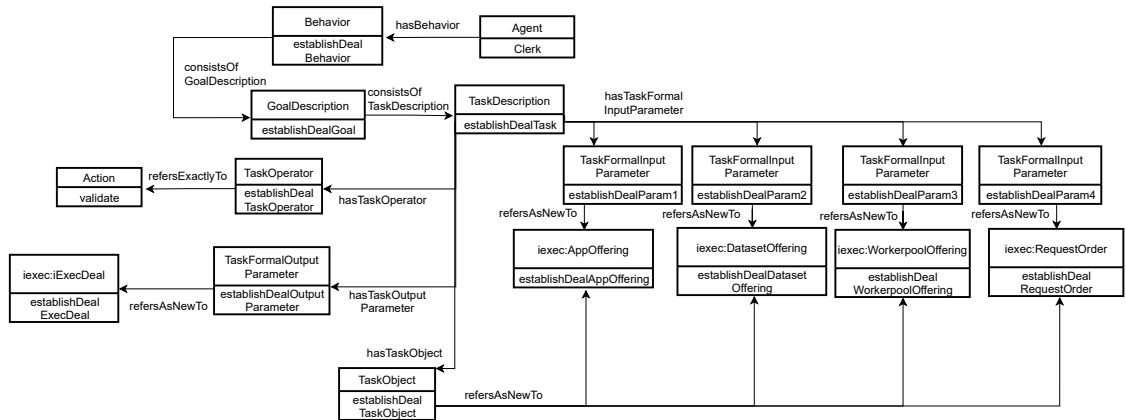 Behavior
establishDeal
Behavior
hasBehavior
Agent
Clerk
consistsOf
GoalDescription
GoalDescription
establishDealGoal
consistsOf
TaskDescription
TaskDescription
establishDealTask
hasTaskFormal
InputParameter
TaskFormalInput
Parameter
establishDealParam1
TaskFormalInput
Parameter
establishDealParam2
TaskFormalInput
Parameter
establishDealParam3
TaskFormalInput
Parameter
establishDealParam4
Action
validate
refersExactlyTo
TaskOperator
establishDeal
TaskOperator
hasTaskOperator
refersAsNewTo
refersAsNewTo
refersAsNewTo
refersAsNewTo
iexec:AppOffering
establishDealAppOffering
iexec:DatasetOffering
establishDealDataset
Offering
iexec:WorkerpoolOffering
establishDeal
WorkerpoolOffering
iexec:RequestOrder
establishDeal
RequestOrder
iexec:iExecDeal
establishDeal
ExecDeal
refersAsNewTo
TaskFormalOutput
Parameter
establishDealOutput
Parameter
hasTaskOutput
Parameter
hasTaskObject
TaskObject
establishDeal
TaskObject
refersAsNewTo